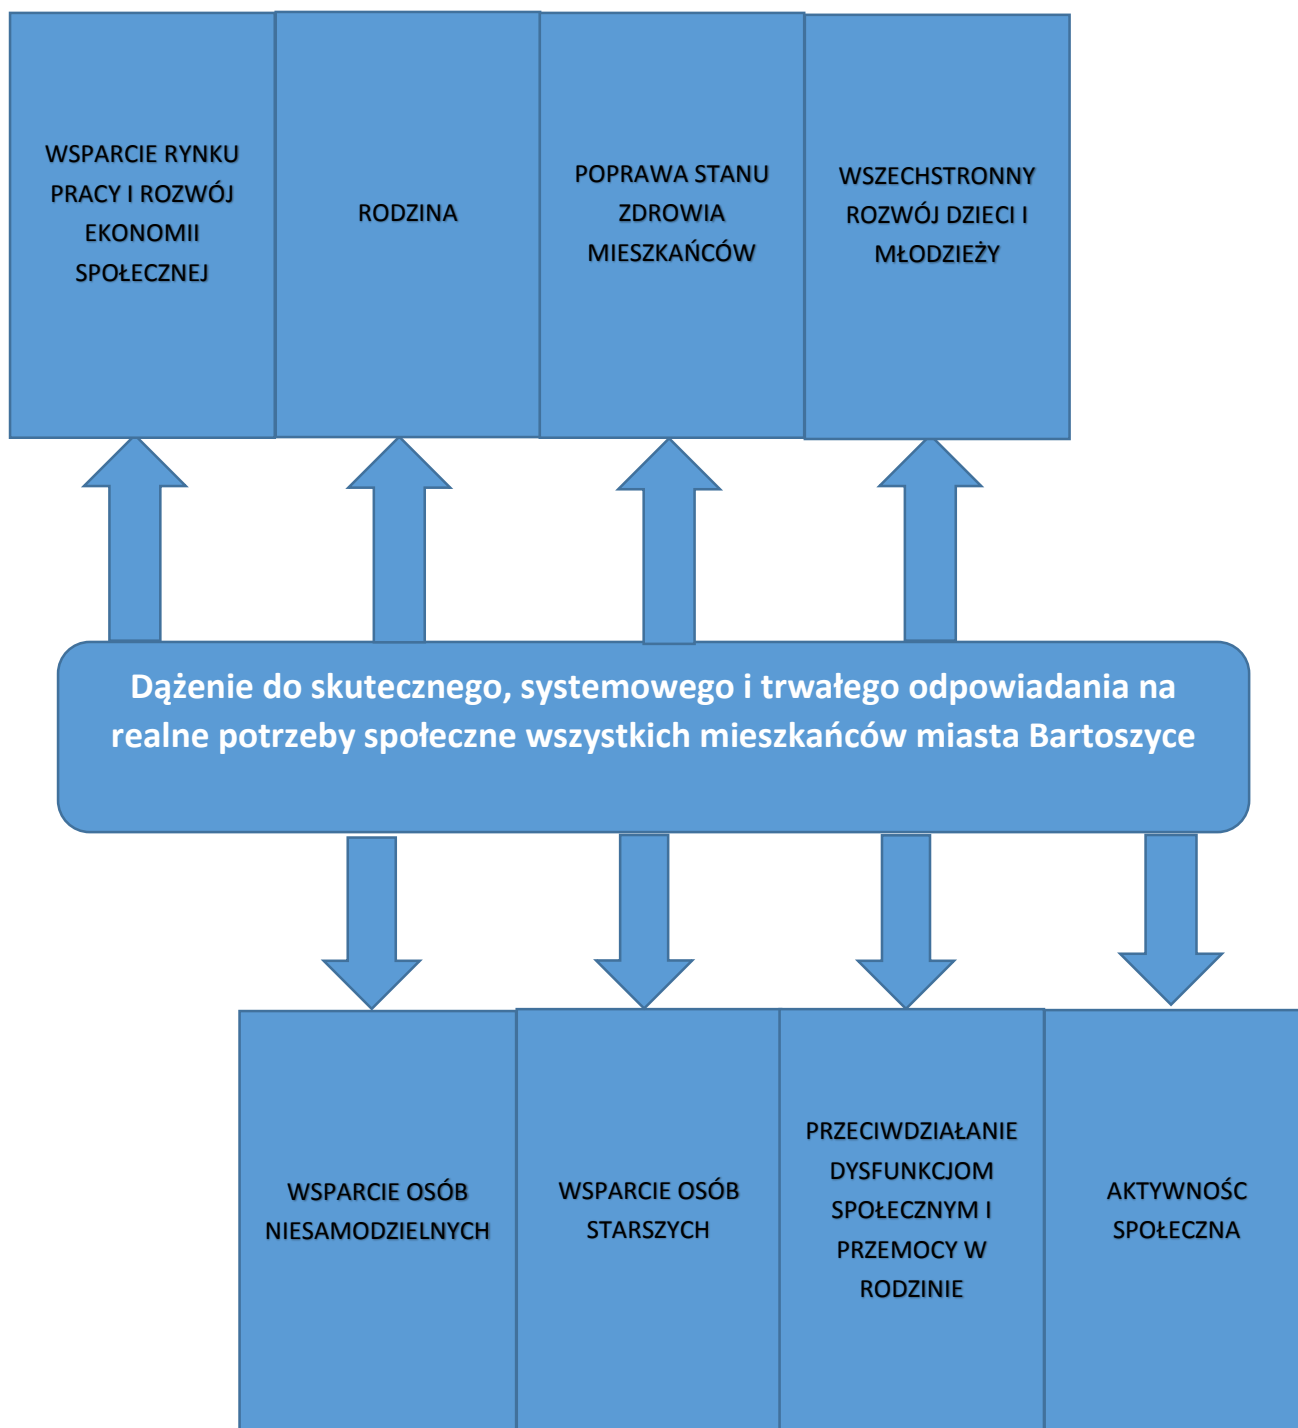 WSPARCIE RYNKU
PRACY I ROZWÓJ
EKONOMII
SPOŁECZNEJ
RODZINA
POPRAWA STANU
ZDROWIA
MIESZKAŃCÓW
WSZECHSTRONNY
ROZWÓJ DZIECI I
MŁODZIEŻY
Dążenie do skutecznego, systemowego i trwałego odpowiadania na
realne potrzeby społeczne wszystkich mieszkańców miasta Bartoszyce
WSPARCIE OSÓB
NIESAMODZIELNYCH
WSPARCIE OSÓB
STARSZYCH
PRZECIWDZIAŁANIE
DYSFUNKCJOM
SPOŁECZNYM I
PRZEMOCY W
RODZINIE
AKTYWNOŚC
SPOŁECZNA